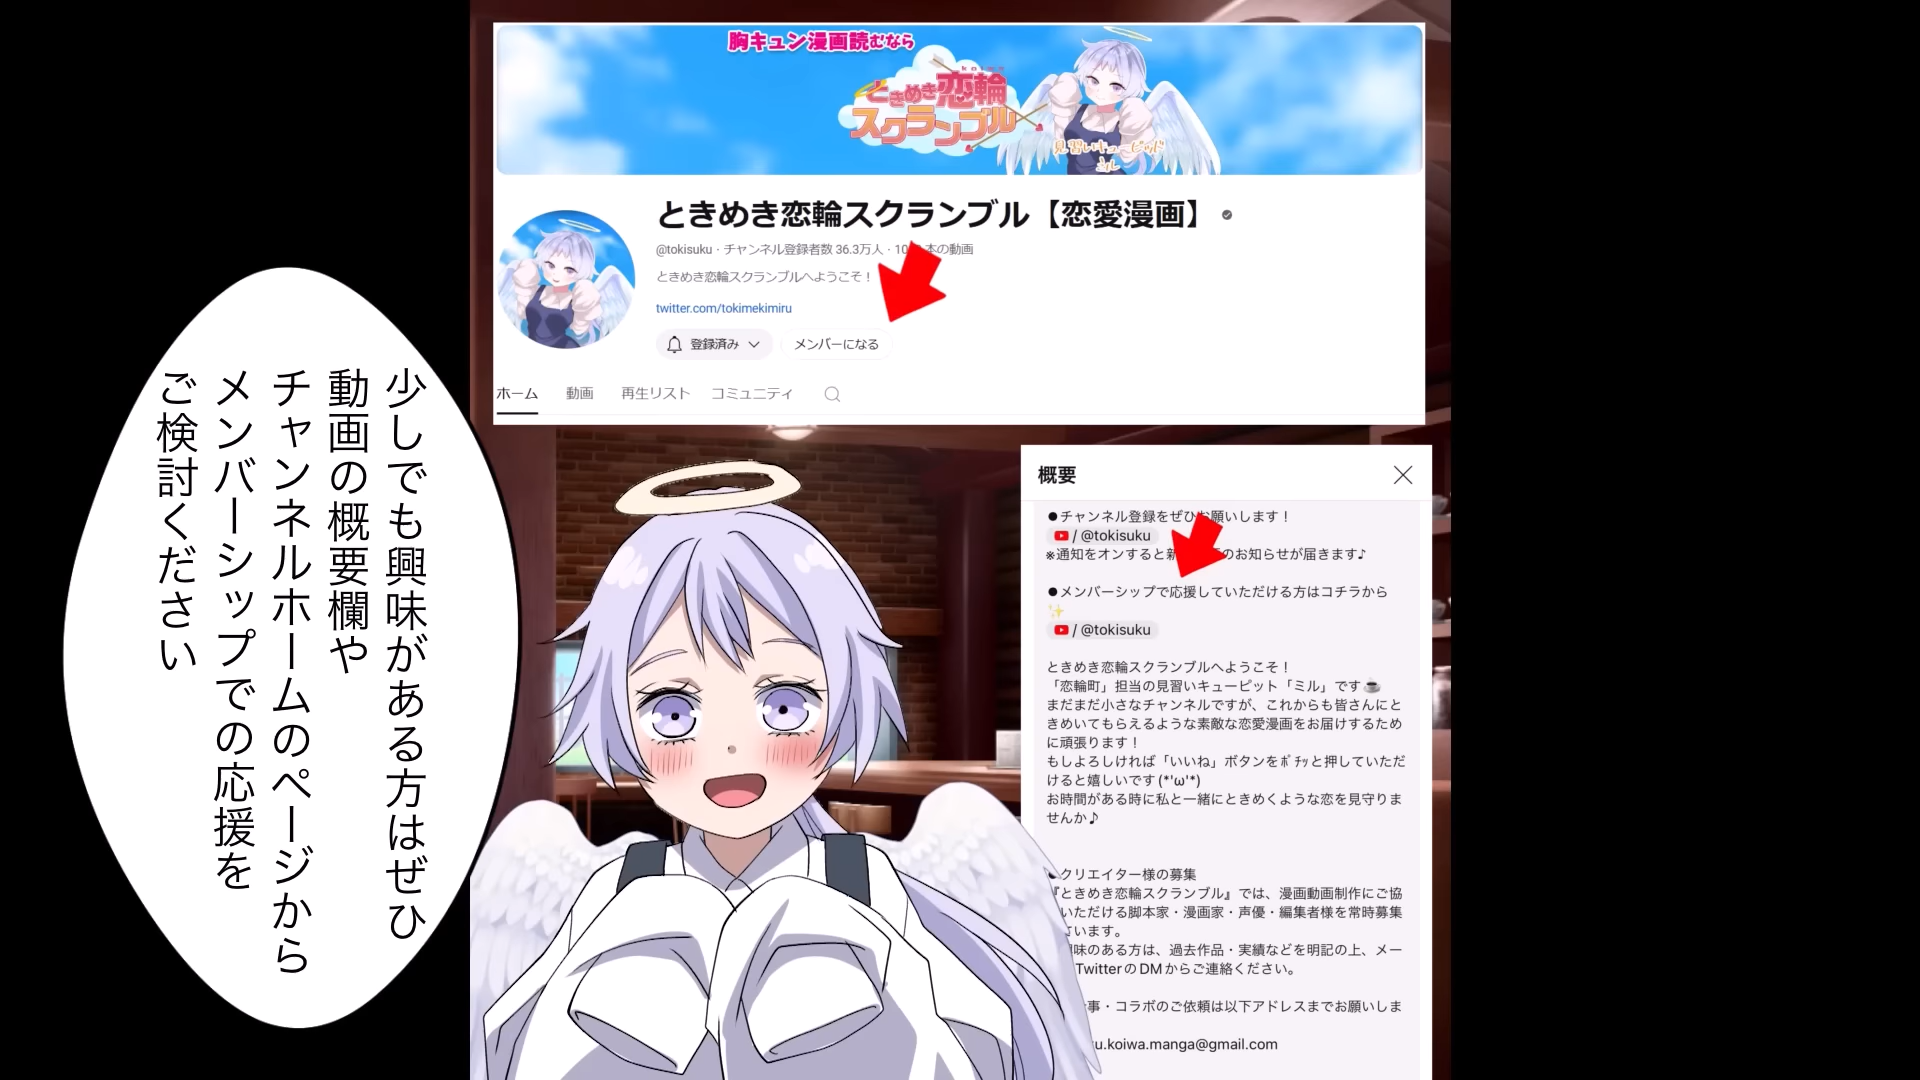 胸キュン漫画読むなら
koiwa
ときめき恋輪
スクランブル
見習いキューピッド
ミル
ときめき恋輪スクランブル【恋愛漫画】
@tokisuku・チャンネル登録者数 36.3万人・10 本の動画
ときめき恋輪スクランブルへようこそ！
twitter.com/tokimekimiru
登録済み
メンバーになる
ホーム 動画 再生リスト コミュニティ
少しでも興味がある方はぜひ
動画の概要欄や
チャンネルホームのページから
メンバーシップでの応援を
ご検討ください
概要
●チャンネル登録をぜひお願いします！
/ @tokisuku
※通知をオンすると新 のお知らせが届きます♪
●メンバーシップで応援していただける方はコチラから
✨
/ @tokisuku
ときめき恋輪スクランブルへようこそ！
「恋輪町」担当の見習いキューピット「ミル」です☕
まだまだ小さなチャンネルですが、これからも皆さんにと
きめいてもらえるような素敵な恋愛漫画をお届けするため
に頑張ります！
もしよろしければ「いいね」ボタンをﾎﾟﾁｯと押していただ
けると嬉しいです(*'ω'*)
お時間がある時に私と一緒にときめくような恋を見守りま
せんか♪
クリエイター様の募集
『ときめき恋輪スクランブル』では、漫画動画制作にご協
いただける脚本家・漫画家・声優・編集者様を常時募集
ざいます。
興味のある方は、過去作品・実績などを明記の上、メー
TwitterのDMからご連絡ください。
事・コラボのご依頼は以下アドレスまでお願いしま
u.koiwa.manga@gmail.com